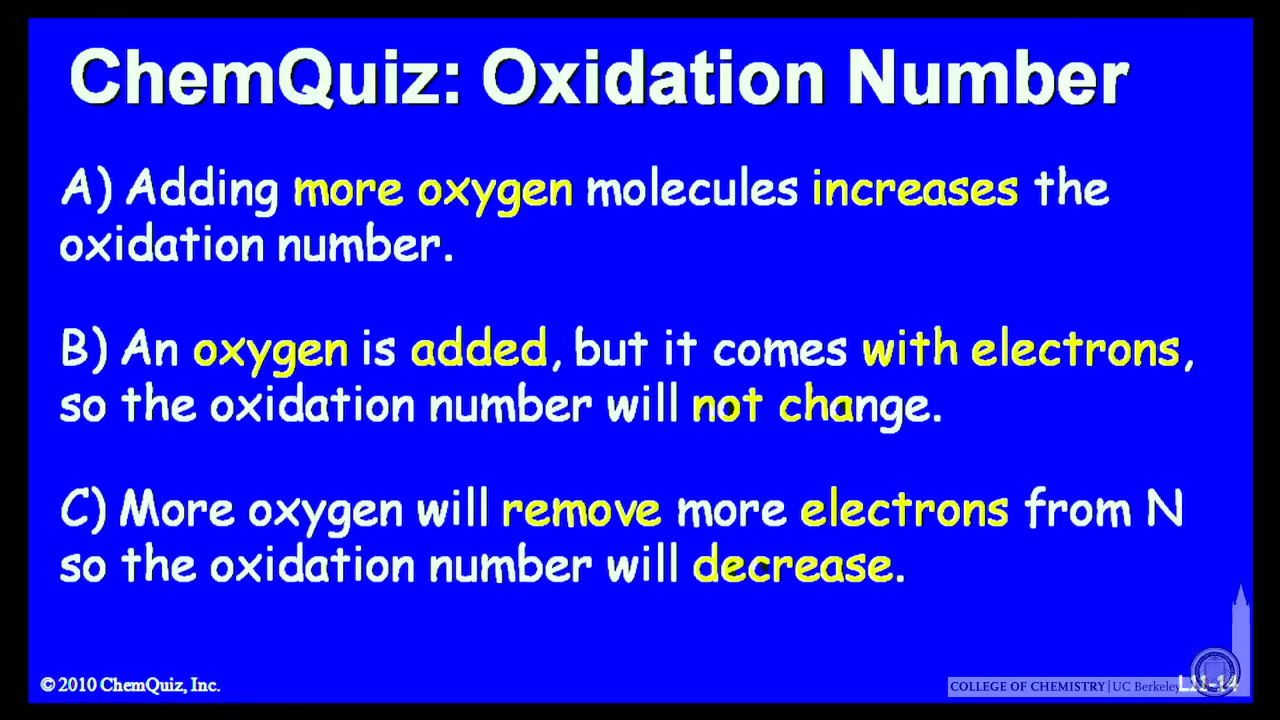 ChemQuiz: Oxidation Number
A) Adding more oxygen molecules increases the
oxidation number.
B) An oxygen is added, but it comes with electrons,
so the oxidation number will not change.
C) More oxygen will remove more electrons from N
so the oxidation number will decrease.
© 2010 ChemQuiz, Inc.
COLLEGE OF CHEMISTRY | UC Berkeley